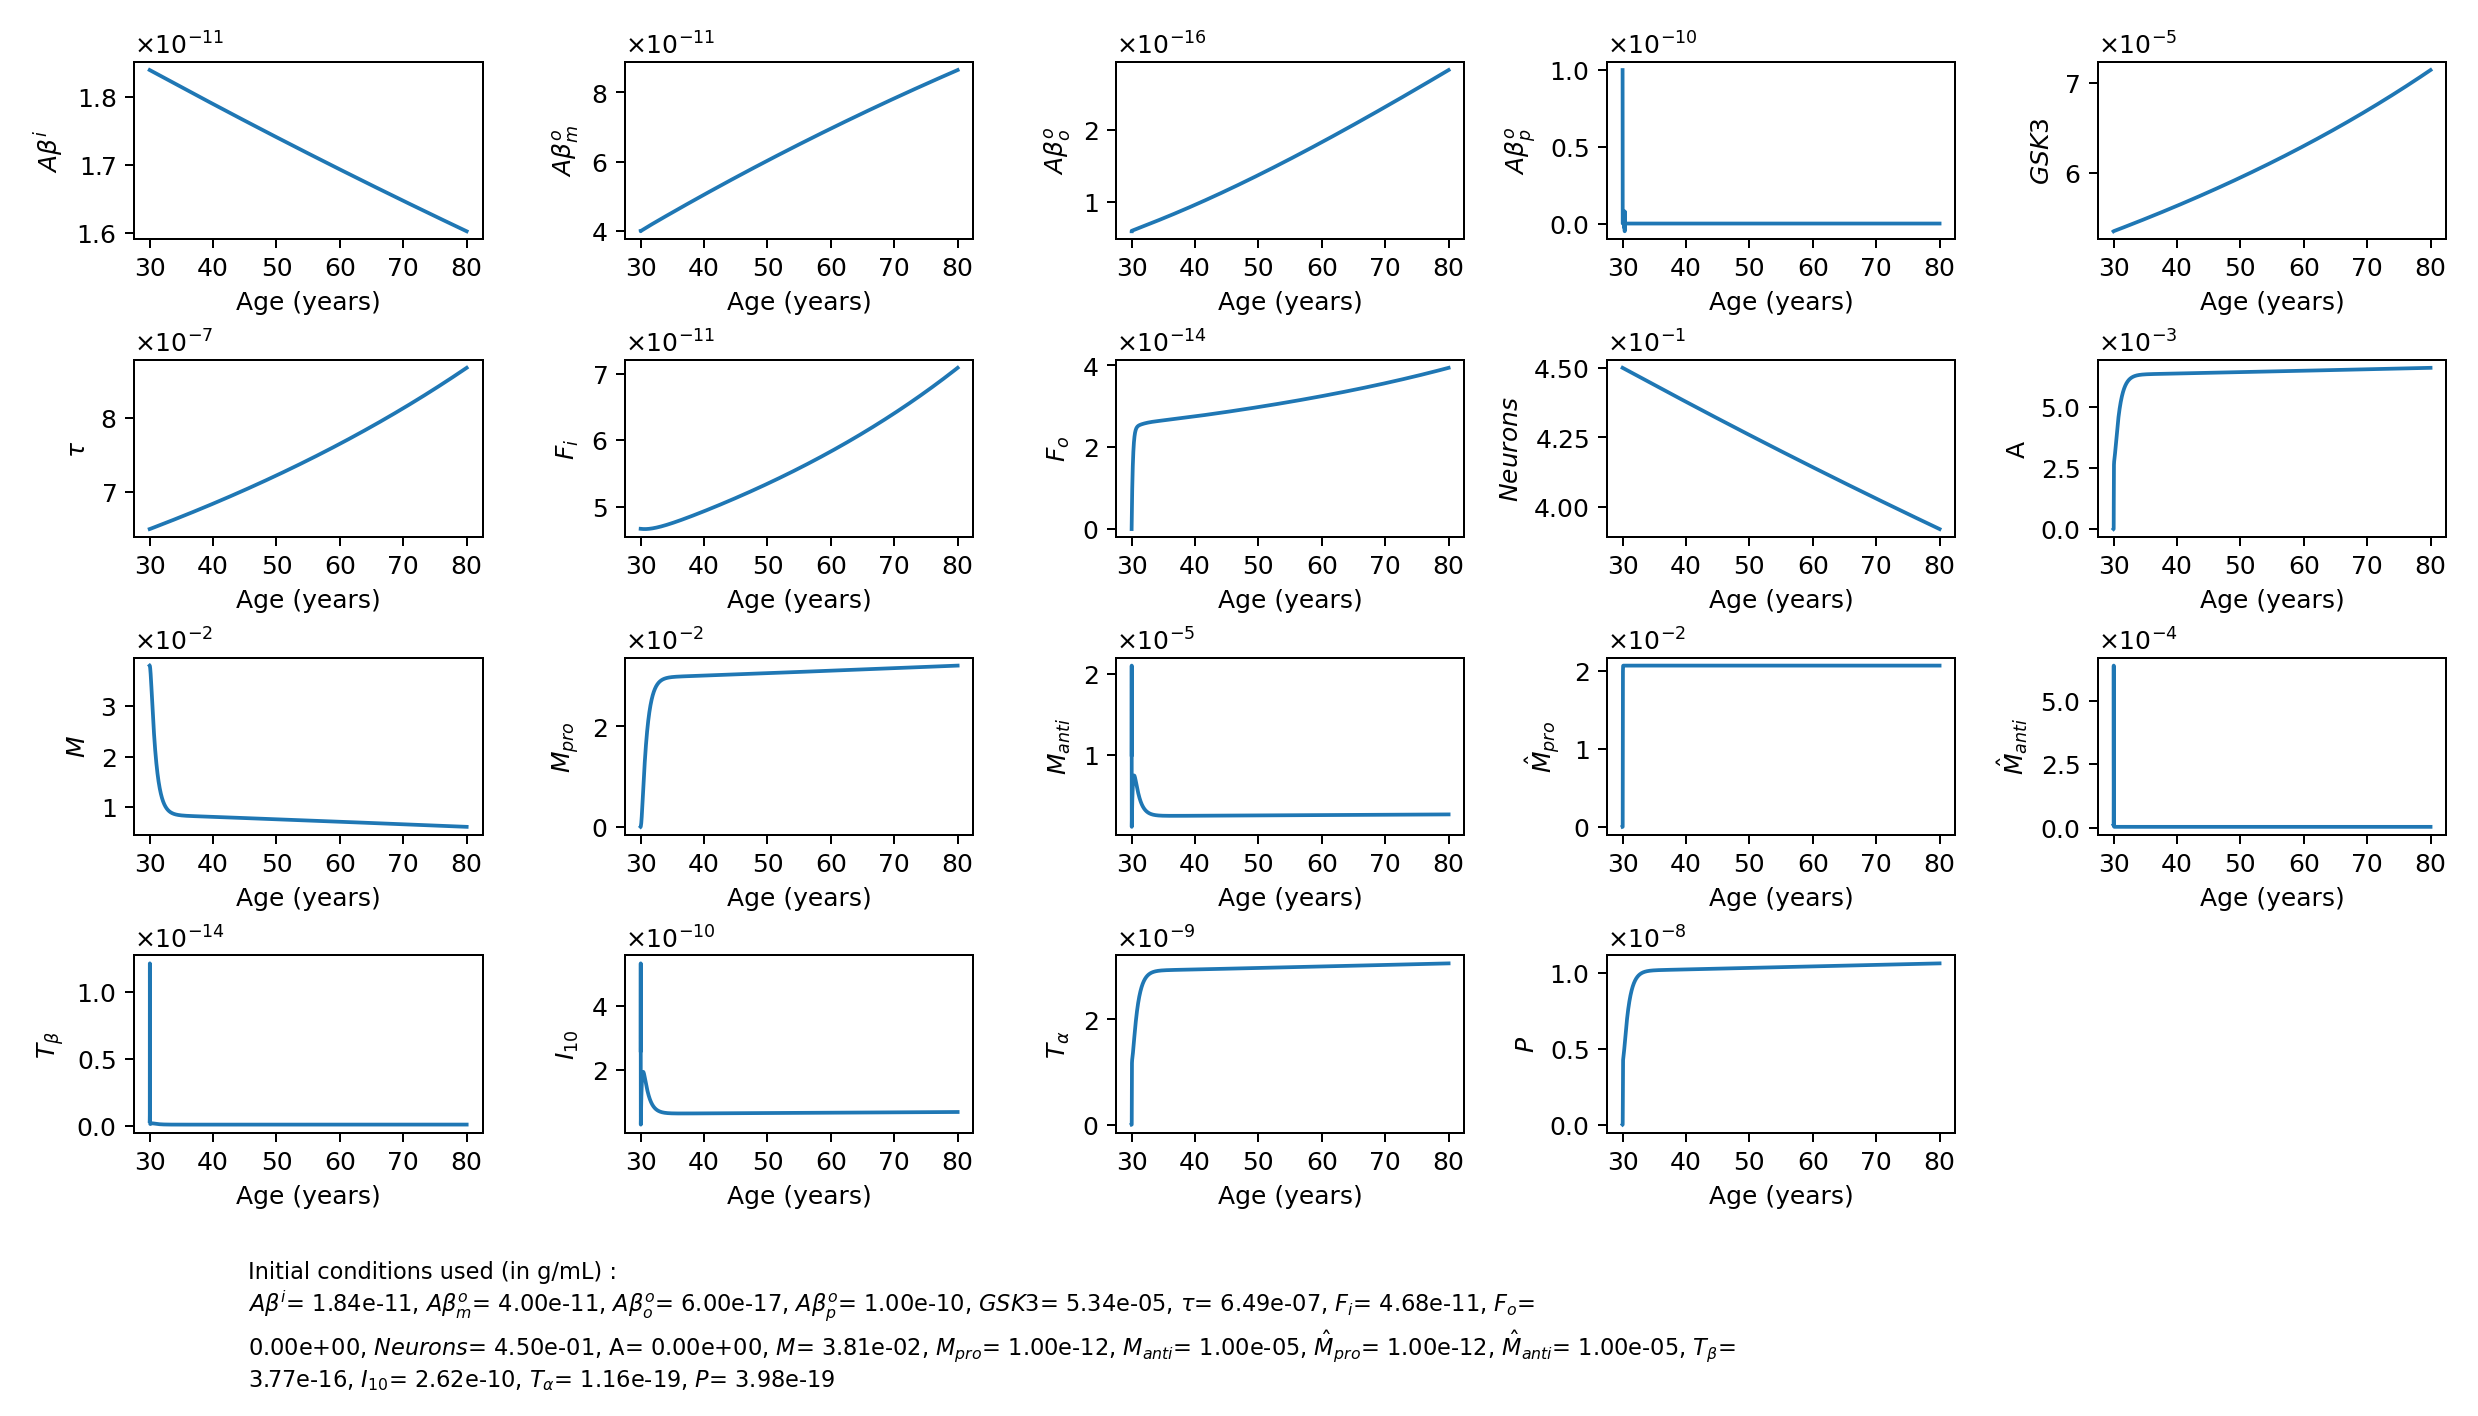 ×10⁻¹¹ ×10⁻¹¹ ×10⁻¹⁶ ×10⁻¹⁰ ×10⁻⁵
Aβⁱ 1.8 1.7 1.6
30 40 50 60 70 80
Age (years)
Aβₘᵒ 8 6 4
30 40 50 60 70 80
Age (years)
Aβₒᵒ 2 1
30 40 50 60 70 80
Age (years)
Aβₚᵒ 1.0 0.5 0.0
30 40 50 60 70 80
Age (years)
GSK3 7 6
30 40 50 60 70 80
Age (years)
×10⁻⁷ ×10⁻¹¹ ×10⁻¹⁴ ×10⁻¹ ×10⁻³
τ 8 7
30 40 50 60 70 80
Age (years)
Fᵢ 7 6 5
30 40 50 60 70 80
Age (years)
Fₒ 4 2 0
30 40 50 60 70 80
Age (years)
Neurons 4.50 4.25 4.00
30 40 50 60 70 80
Age (years)
A 5.0 2.5 0.0
30 40 50 60 70 80
Age (years)
×10⁻² ×10⁻² ×10⁻⁵ ×10⁻² ×10⁻⁴
M 3 2 1
30 40 50 60 70 80
Age (years)
M_pro 2 0
30 40 50 60 70 80
Age (years)
M_anti 2 1
30 40 50 60 70 80
Age (years)
M̂_pro 2 1 0
30 40 50 60 70 80
Age (years)
M̂_anti 5.0 2.5 0.0
30 40 50 60 70 80
Age (years)
×10⁻¹⁴ ×10⁻¹⁰ ×10⁻⁹ ×10⁻⁸
T_β 1.0 0.5 0.0
30 40 50 60 70 80
Age (years)
I₁₀ 4 2
30 40 50 60 70 80
Age (years)
T_α 2 0
30 40 50 60 70 80
Age (years)
P 1.0 0.5 0.0
30 40 50 60 70 80
Age (years)
Initial conditions used (in g/mL) :
Aβⁱ= 1.84e-11, Aβₘᵒ= 4.00e-11, Aβₒᵒ= 6.00e-17, Aβₚᵒ= 1.00e-10, GSK3= 5.34e-05, τ= 6.49e-07, Fᵢ= 4.68e-11, Fₒ=
0.00e+00, Neurons= 4.50e-01, A= 0.00e+00, M= 3.81e-02, M_pro= 1.00e-12, M_anti= 1.00e-05, M̂_pro= 1.00e-12, M̂_anti= 1.00e-05, T_β=
3.77e-16, I₁₀= 2.62e-10, T_α= 1.16e-19, P= 3.98e-19